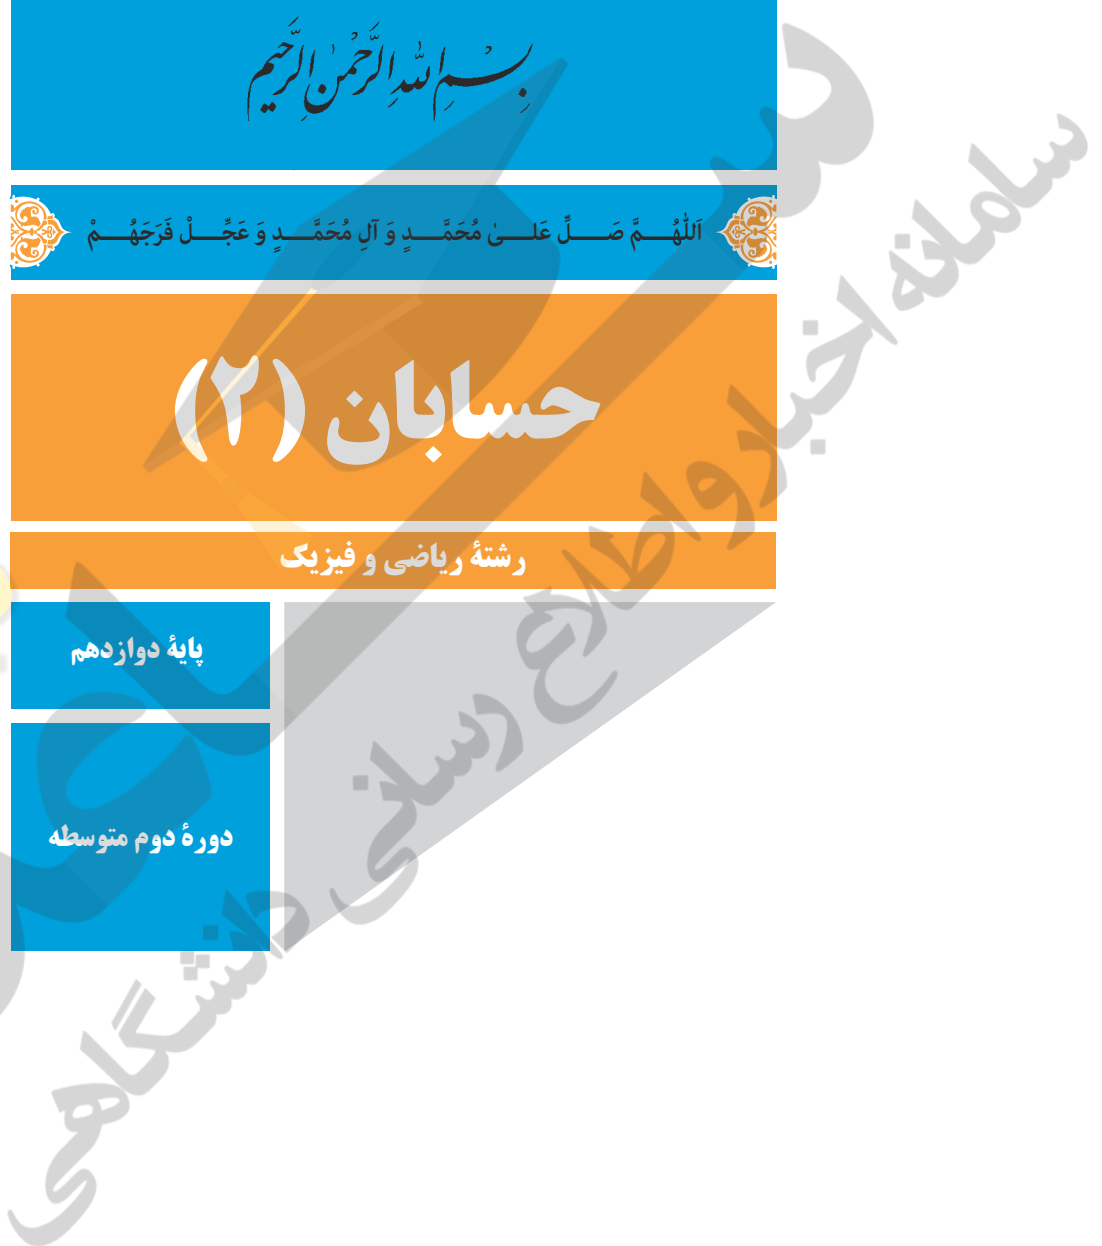 بسم الله الرحمن الرحیم
اَللّٰهُمَّ صَلِّ عَلیٰ مُحَمَّدٍ وَ آلِ مُحَمَّدٍ وَ عَجِّلْ فَرَجَهُمْ
حسابان (۲)
رشتهٔ ریاضی و فیزیک
پایهٔ دوازدهم
دورهٔ دوم متوسطه
سامانه اخبار و اطلاع رسانی دانشگاهی